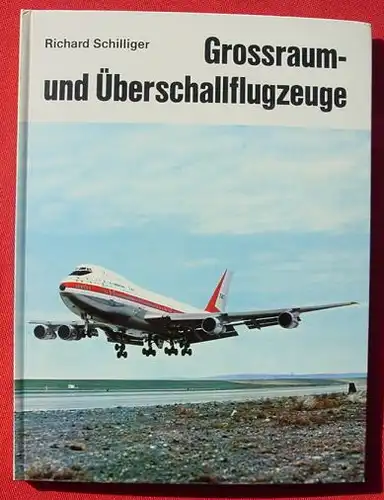 Richard Schilliger
Grossraum-
und Überschallflugzeuge